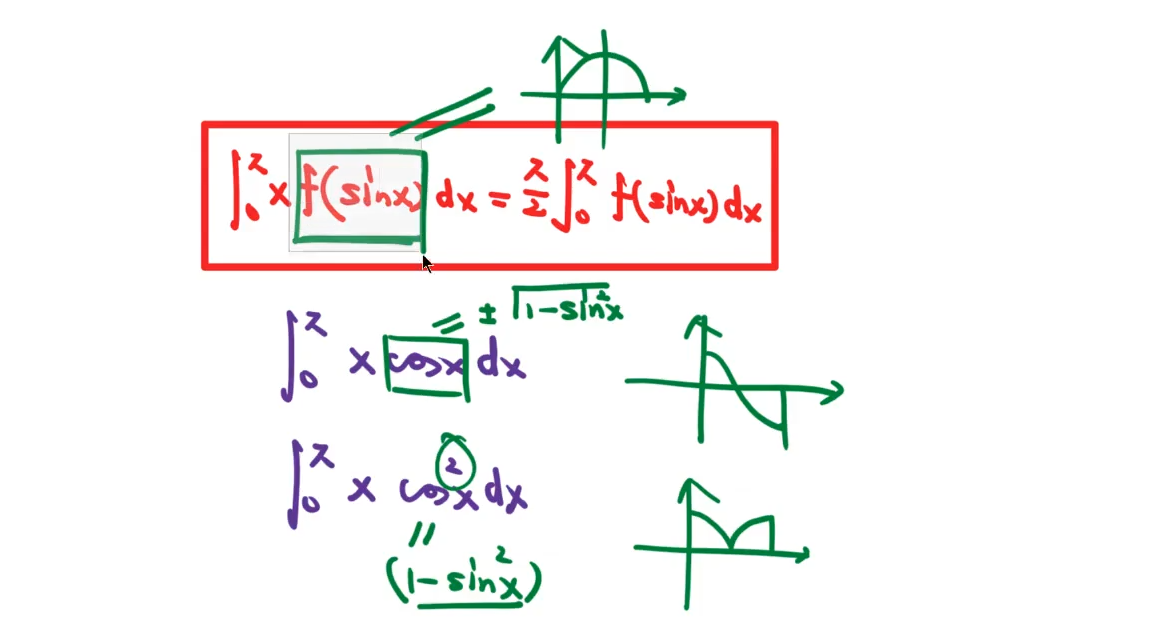 ∫₀^π x f(sinx) dx = π/2 ∫₀^π f(sinx) dx
= ± √(1-sin²x)
∫₀^π x cosx dx
∫₀^π x cos²x dx
=
(1-sin²x)